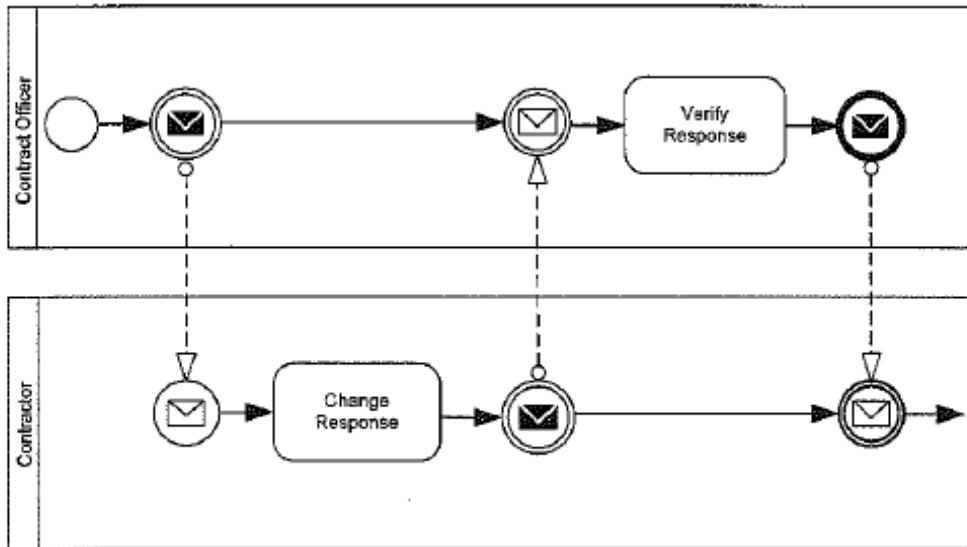 Contract Officer
Verify
Response
Contractor
Change
Response